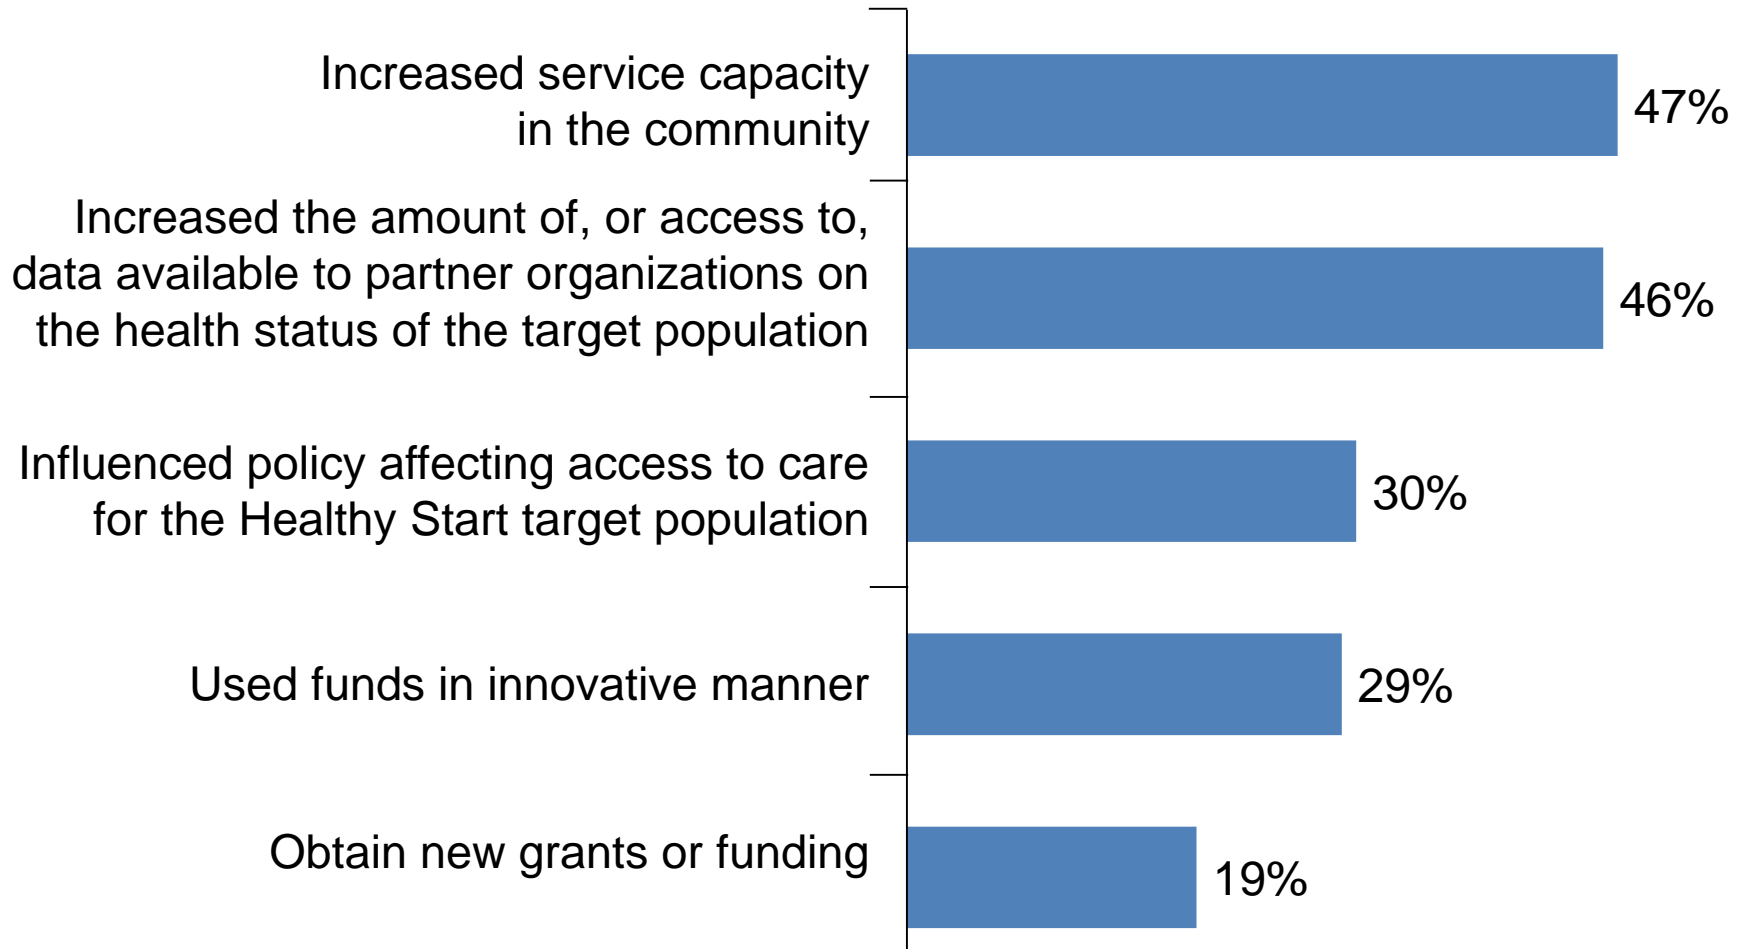 Increased service capacity
in the community
47%
Increased the amount of, or access to,
data available to partner organizations on
the health status of the target population
46%
Influenced policy affecting access to care
for the Healthy Start target population
30%
Used funds in innovative manner
29%
Obtain new grants or funding
19%